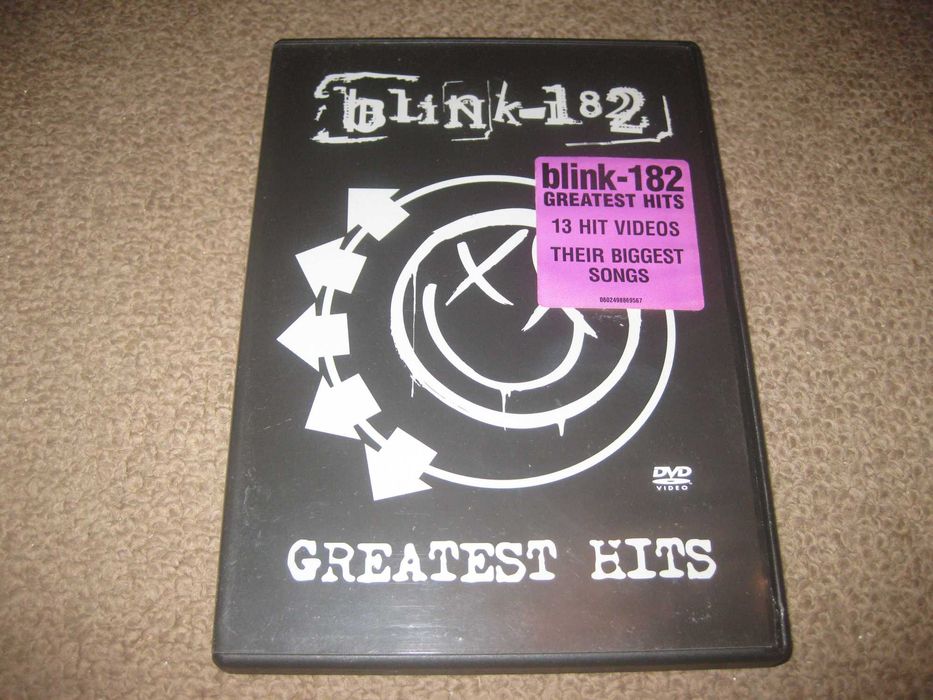 blink-182
blink-182
GREATEST HITS
13 HIT VIDEOS
THEIR BIGGEST
SONGS
0602498869567
DVD
VIDEO
GREATEST HITS